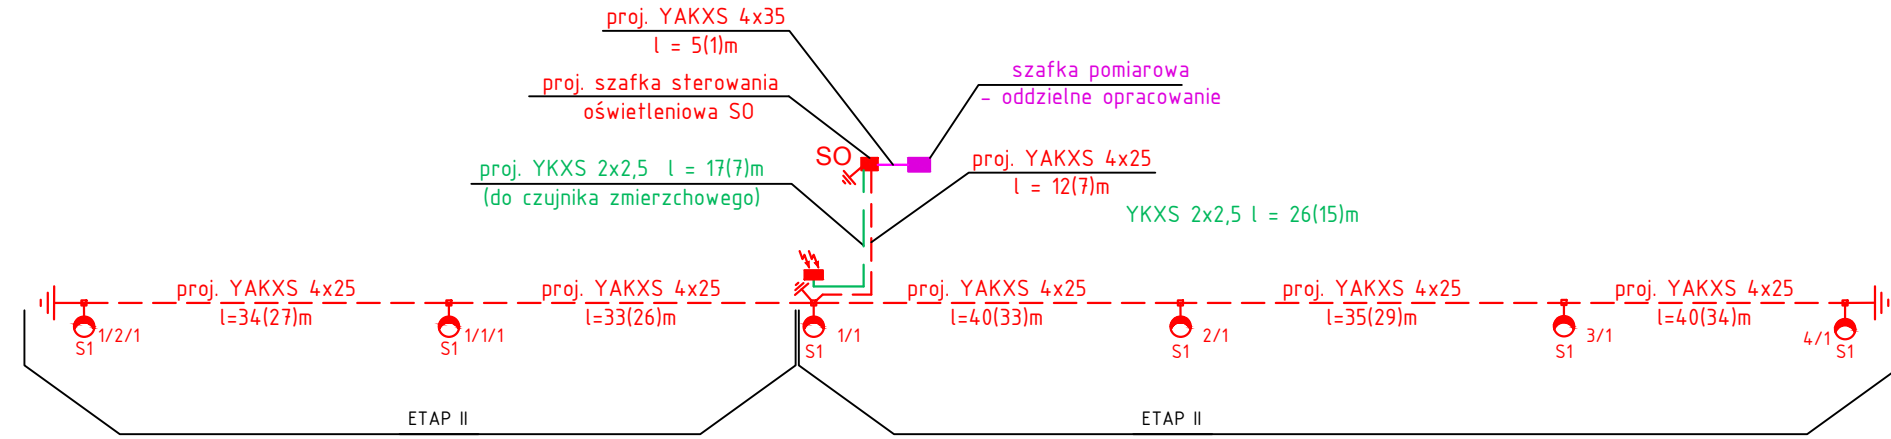 proj. YAKXS 4x35
l = 5(1)m
proj. szafka sterowania
oświetleniowa SO
szafka pomiarowa
- oddzielne opracowanie
SO
proj. YKXS 2x2,5 l = 17(7)m
(do czujnika zmierzchowego)
proj. YAKXS 4x25
l = 12(7)m
YKXS 2x2,5 l = 26(15)m
proj. YAKXS 4x25
l=34(27)m
proj. YAKXS 4x25
l=33(26)m
proj. YAKXS 4x25
l=40(33)m
proj. YAKXS 4x25
l=35(29)m
proj. YAKXS 4x25
l=40(34)m
1/2/1
S1
1/1/1
S1
1/1
S1
2/1
S1
3/1
S1
4/1
S1
ETAP II
ETAP II